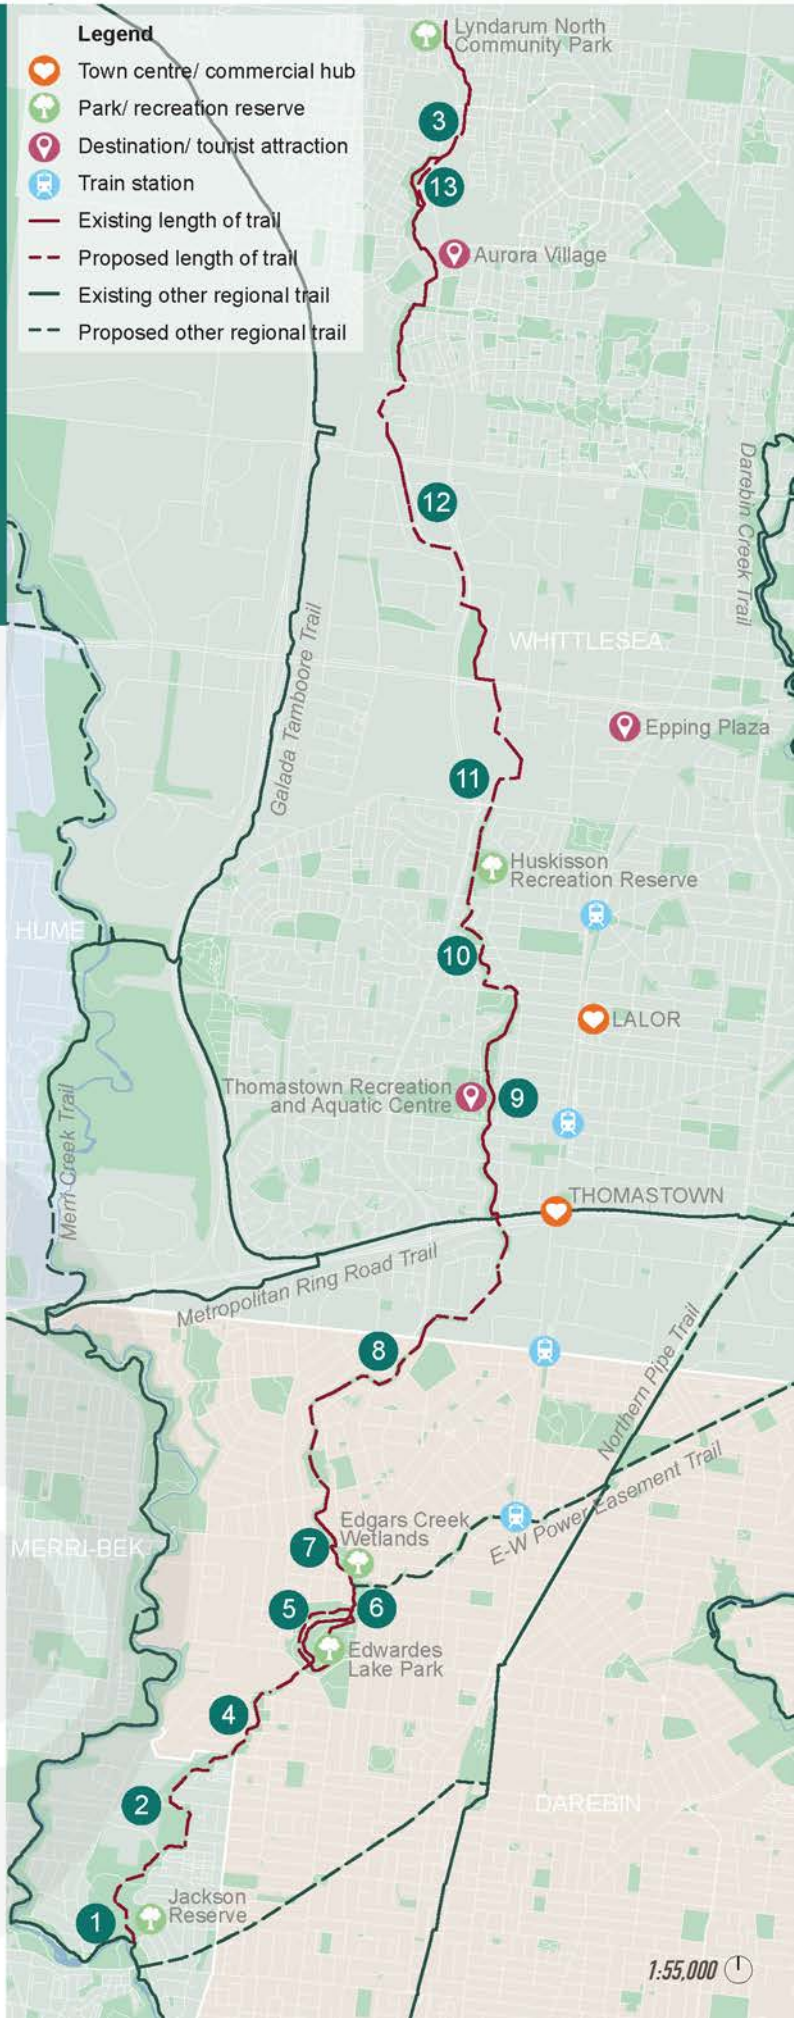 Legend
Town centre/ commercial hub
Park/ recreation reserve
Destination/ tourist attraction
Train station
Existing length of trail
Proposed length of trail
Existing other regional trail
Proposed other regional trail
Lyndarum North
Community Park
3
13
Aurora Village
Darebin Creek Trail
12
Galada Tamboore Trail
WHITTLESEA
Epping Plaza
11
Huskisson
Recreation Reserve
HUME
10
LALOR
Thomastown Recreation
and Aquatic Centre
9
Merri Creek Trail
THOMASTOWN
Metropolitan Ring Road Trail
8
Northern Pipe Trail
E-W Power Easement Trail
Edgars Creek
Wetlands
7
MERRI-BEK
5
6
Edwardes
Lake Park
4
2
DAREBIN
Jackson
Reserve
1
1:55,000